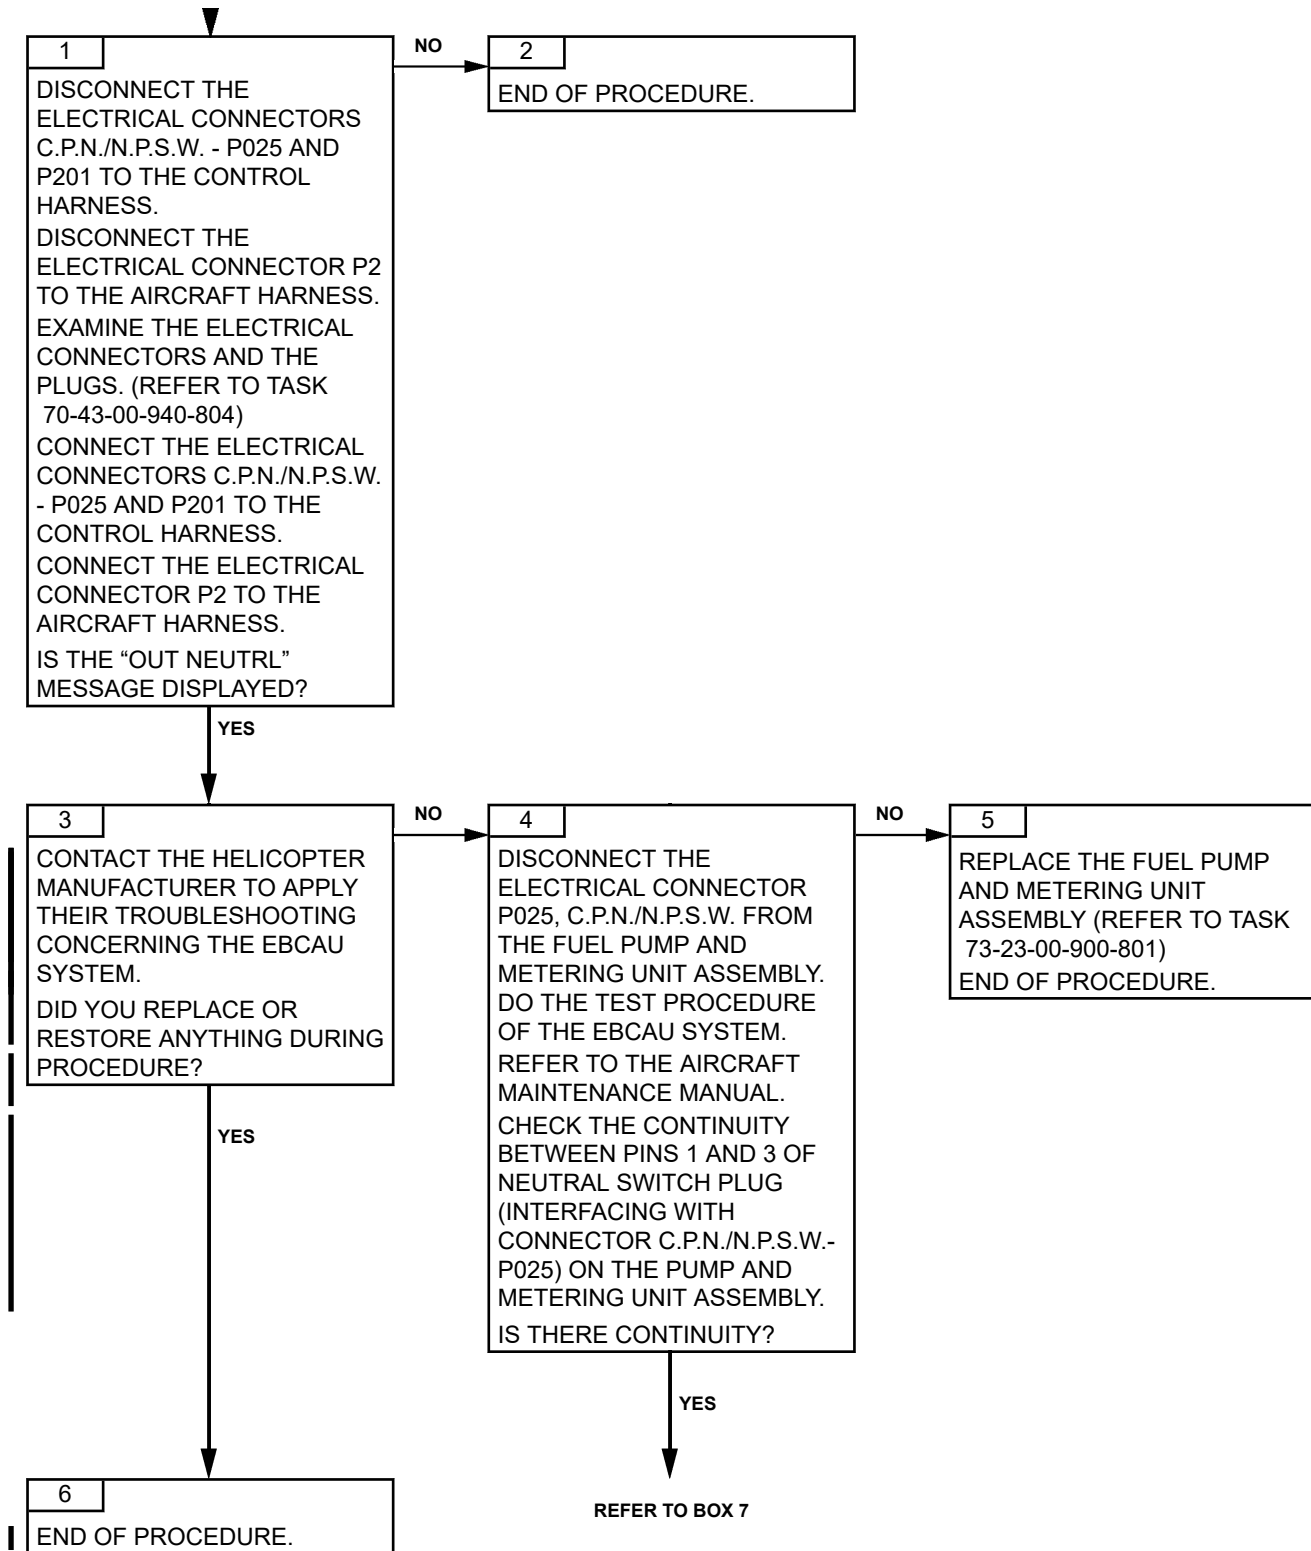 1
DISCONNECT THE
ELECTRICAL CONNECTORS
C.P.N./N.P.S.W. - P025 AND
P201 TO THE CONTROL
HARNESS.
DISCONNECT THE
ELECTRICAL CONNECTOR P2
TO THE AIRCRAFT HARNESS.
EXAMINE THE ELECTRICAL
CONNECTORS AND THE
PLUGS. (REFER TO TASK
70-43-00-940-804)
CONNECT THE ELECTRICAL
CONNECTORS C.P.N./N.P.S.W.
- P025 AND P201 TO THE
CONTROL HARNESS.
CONNECT THE ELECTRICAL
CONNECTOR P2 TO THE
AIRCRAFT HARNESS.
IS THE “OUT NEUTRL”
MESSAGE DISPLAYED?
NO
2
END OF PROCEDURE.
YES
3
CONTACT THE HELICOPTER
MANUFACTURER TO APPLY
THEIR TROUBLESHOOTING
CONCERNING THE EBCAU
SYSTEM.
DID YOU REPLACE OR
RESTORE ANYTHING DURING
PROCEDURE?
NO
4
DISCONNECT THE
ELECTRICAL CONNECTOR
P025, C.P.N./N.P.S.W. FROM
THE FUEL PUMP AND
METERING UNIT ASSEMBLY.
DO THE TEST PROCEDURE
OF THE EBCAU SYSTEM.
REFER TO THE AIRCRAFT
MAINTENANCE MANUAL.
CHECK THE CONTINUITY
BETWEEN PINS 1 AND 3 OF
NEUTRAL SWITCH PLUG
(INTERFACING WITH
CONNECTOR C.P.N./N.P.S.W.-
P025) ON THE PUMP AND
METERING UNIT ASSEMBLY.
IS THERE CONTINUITY?
NO
5
REPLACE THE FUEL PUMP
AND METERING UNIT
ASSEMBLY (REFER TO TASK
73-23-00-900-801)
END OF PROCEDURE.
YES
YES
6
END OF PROCEDURE.
REFER TO BOX 7